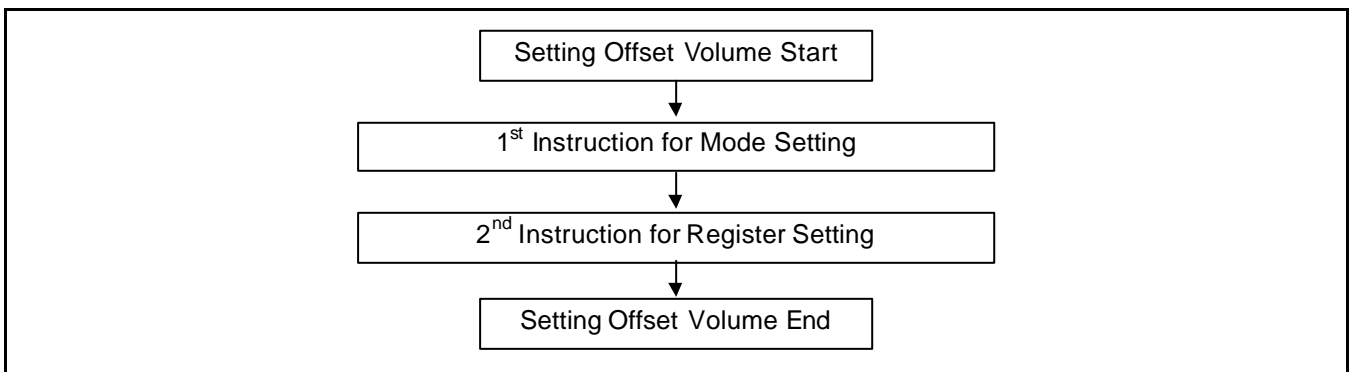 Setting Offset Volume Start
1st Instruction for Mode Setting
2nd Instruction for Register Setting
Setting Offset Volume End